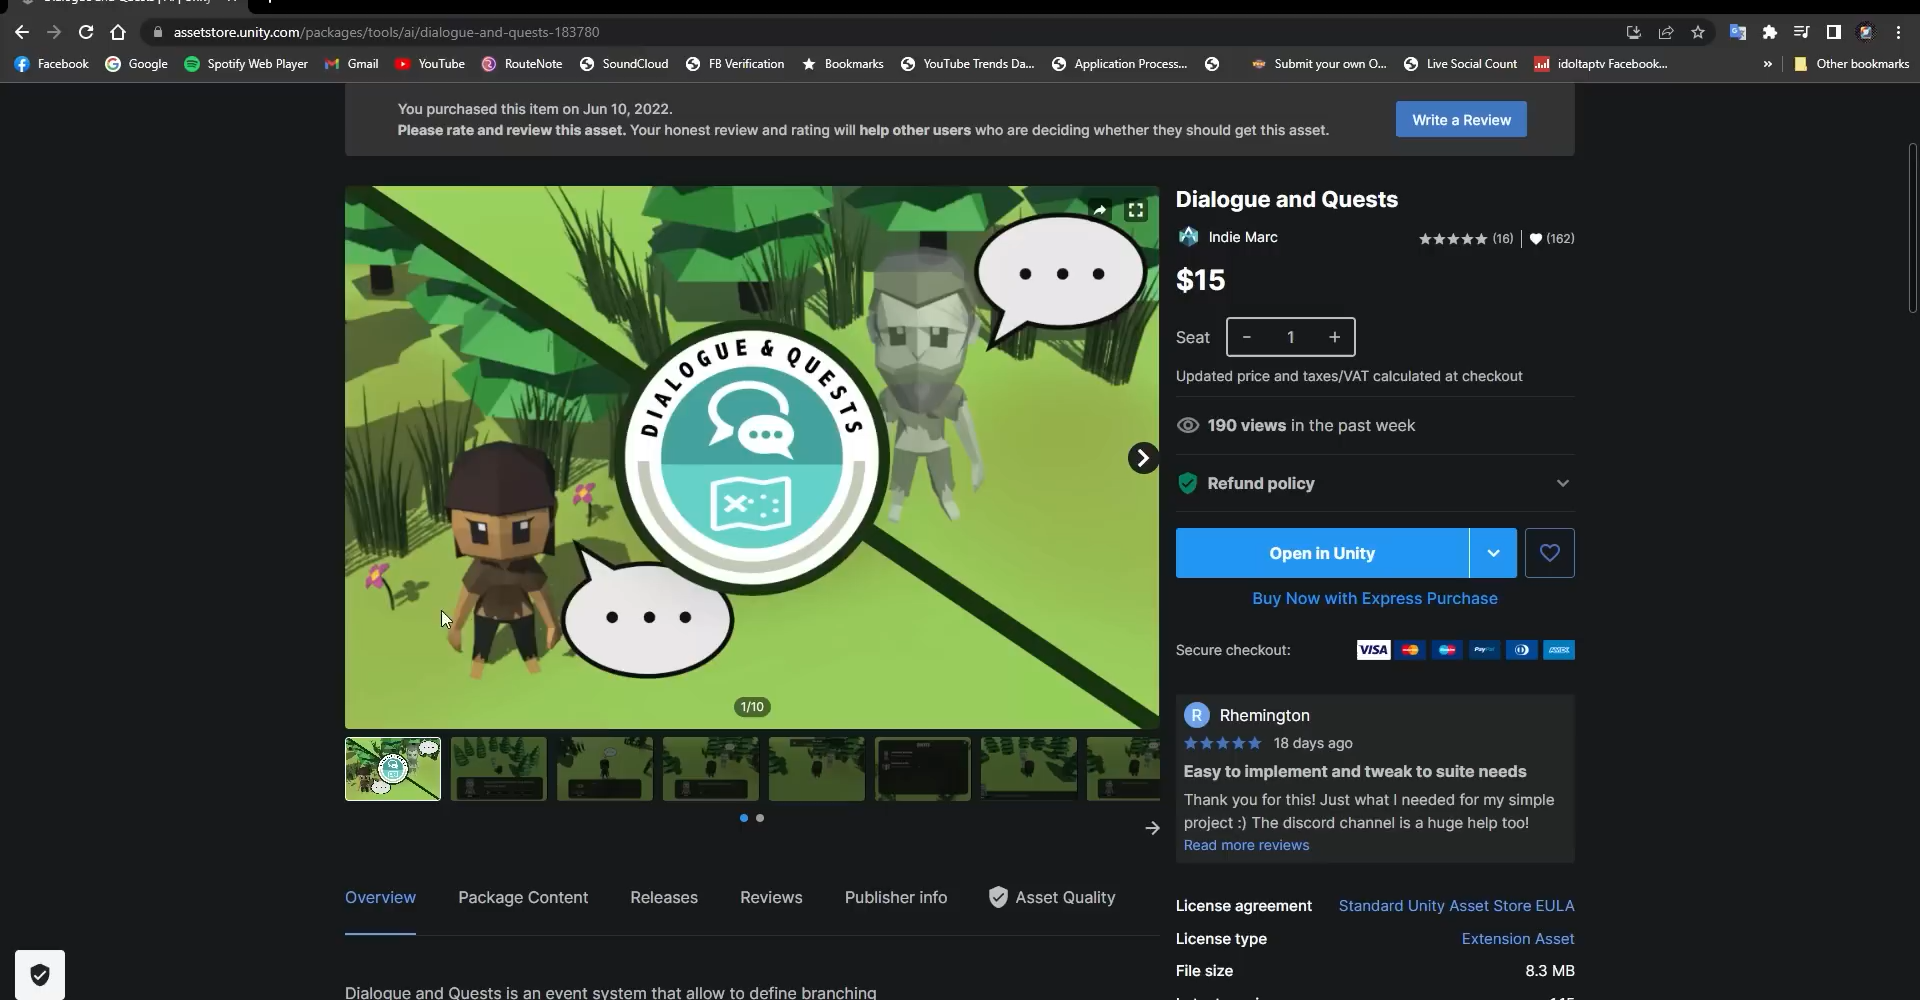 assetstore.unity.com/packages/tools/ai/dialogue-and-quests-183780
Facebook Google Spotify Web Player Gmail YouTube RouteNote SoundCloud FB Verification Bookmarks YouTube Trends Da... Application Process... Submit your own O... Live Social Count idoltaptv Facebook... » Other bookmarks
You purchased this item on Jun 10, 2022.
Please rate and review this asset. Your honest review and rating will help other users who are deciding whether they should get this asset.
Write a Review
DIALOGUE & QUESTS
1/10
Dialogue and Quests
Indie Marc
(16) (162)
$15
Seat - 1 +
Updated price and taxes/VAT calculated at checkout
190 views in the past week
Refund policy
Open in Unity
Buy Now with Express Purchase
Secure checkout: VISA PayPal AMEX
R Rhemington
18 days ago
Easy to implement and tweak to suite needs
Thank you for this! Just what I needed for my simple
project :) The discord channel is a huge help too!
Read more reviews
Overview Package Content Releases Reviews Publisher info Asset Quality
License agreement Standard Unity Asset Store EULA
License type Extension Asset
File size 8.3 MB
Dialogue and Quests is an event system that allow to define branching